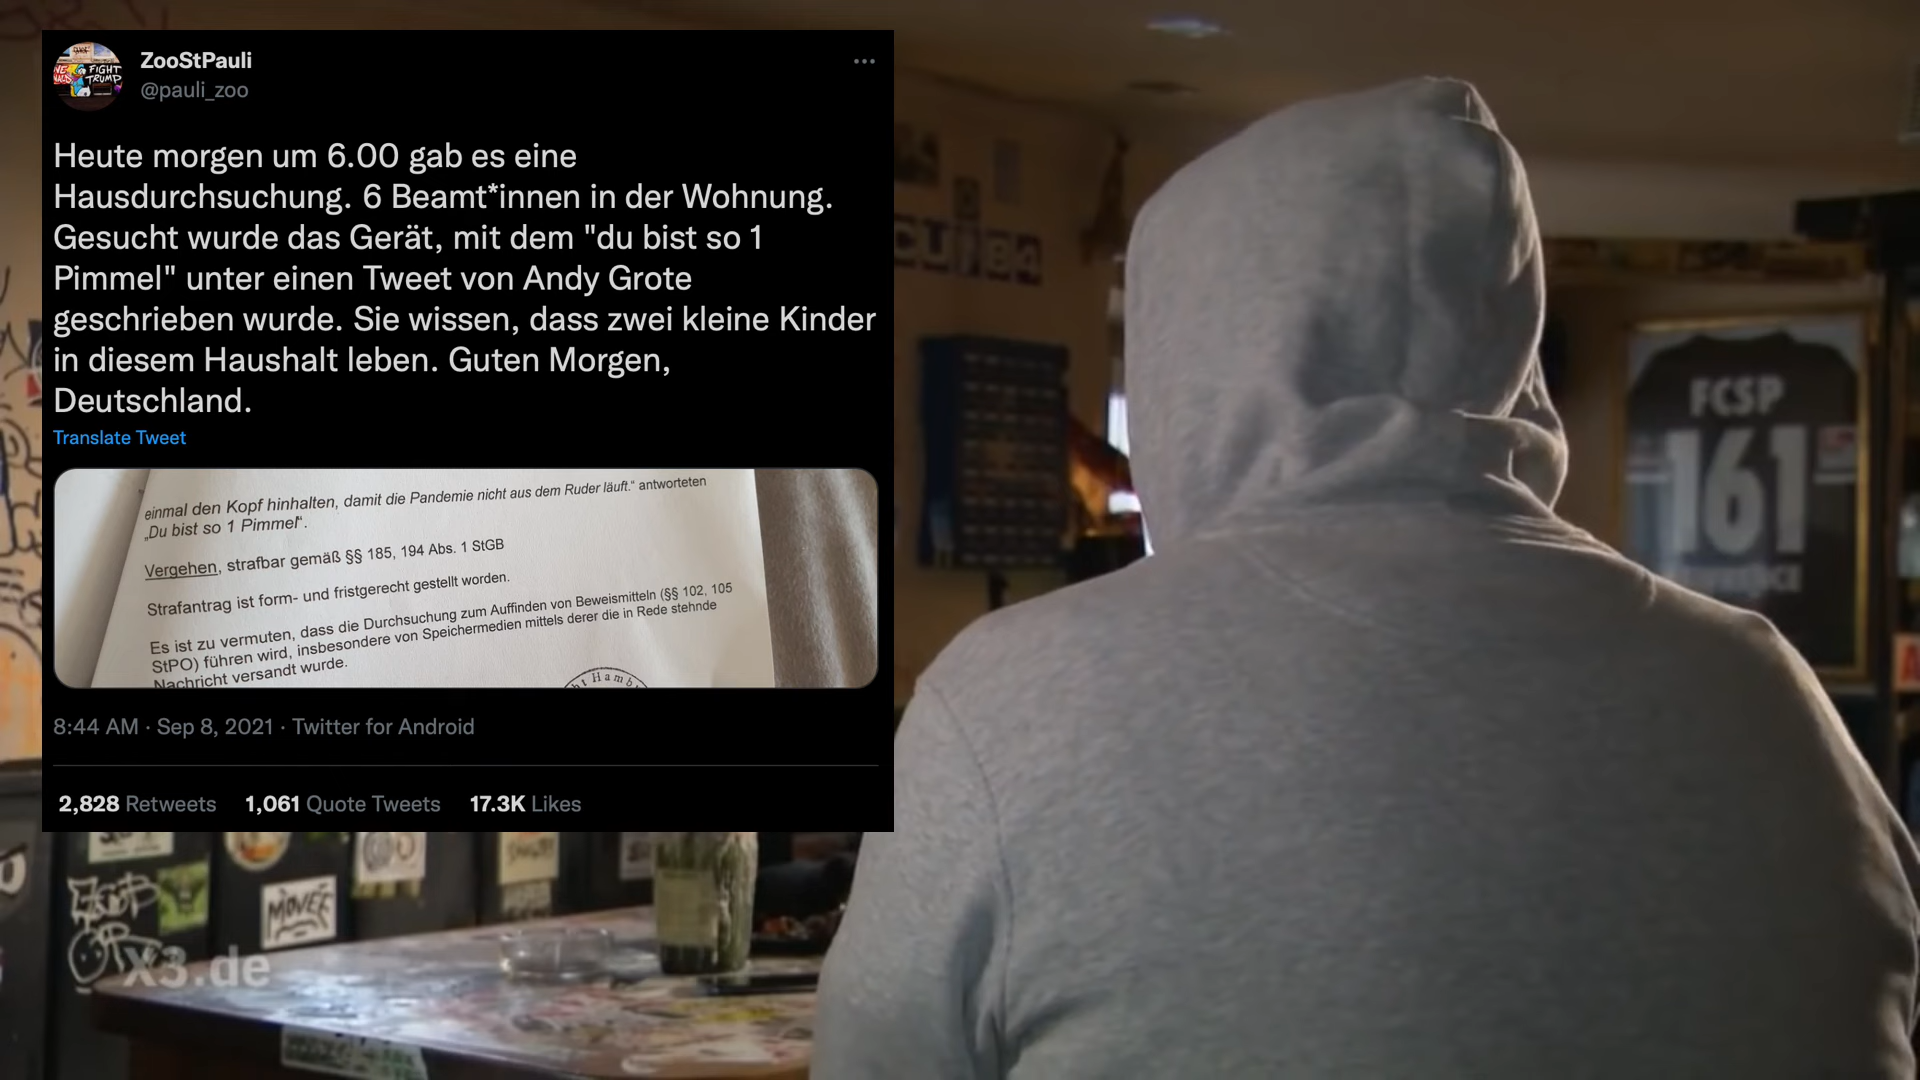 ZooStPauli
@pauli_zoo
Heute morgen um 6.00 gab es eine
Hausdurchsuchung. 6 Beamt*innen in der Wohnung.
Gesucht wurde das Gerät, mit dem "du bist so 1
Pimmel" unter einen Tweet von Andy Grote
geschrieben wurde. Sie wissen, dass zwei kleine Kinder
in diesem Haushalt leben. Guten Morgen,
Deutschland.
Translate Tweet
einmal den Kopf hinhalten, damit die Pandemie nicht aus dem Ruder läuft.“ antworteten
„Du bist so 1 Pimmel“.
Vergehen, strafbar gemäß §§ 185, 194 Abs. 1 StGB
Strafantrag ist form- und fristgerecht gestellt worden.
Es ist zu vermuten, dass die Durchsuchung zum Auffinden von Beweismitteln (§§ 102, 105
StPO) führen wird, insbesondere von Speichermedien mittels derer die in Rede stehnde
Nachricht versandt wurde.
8:44 AM · Sep 8, 2021 · Twitter for Android
2,828 Retweets 1,061 Quote Tweets 17.3K Likes
FIGHT
TRUMP
FCSP
161
MOVE
X3.de